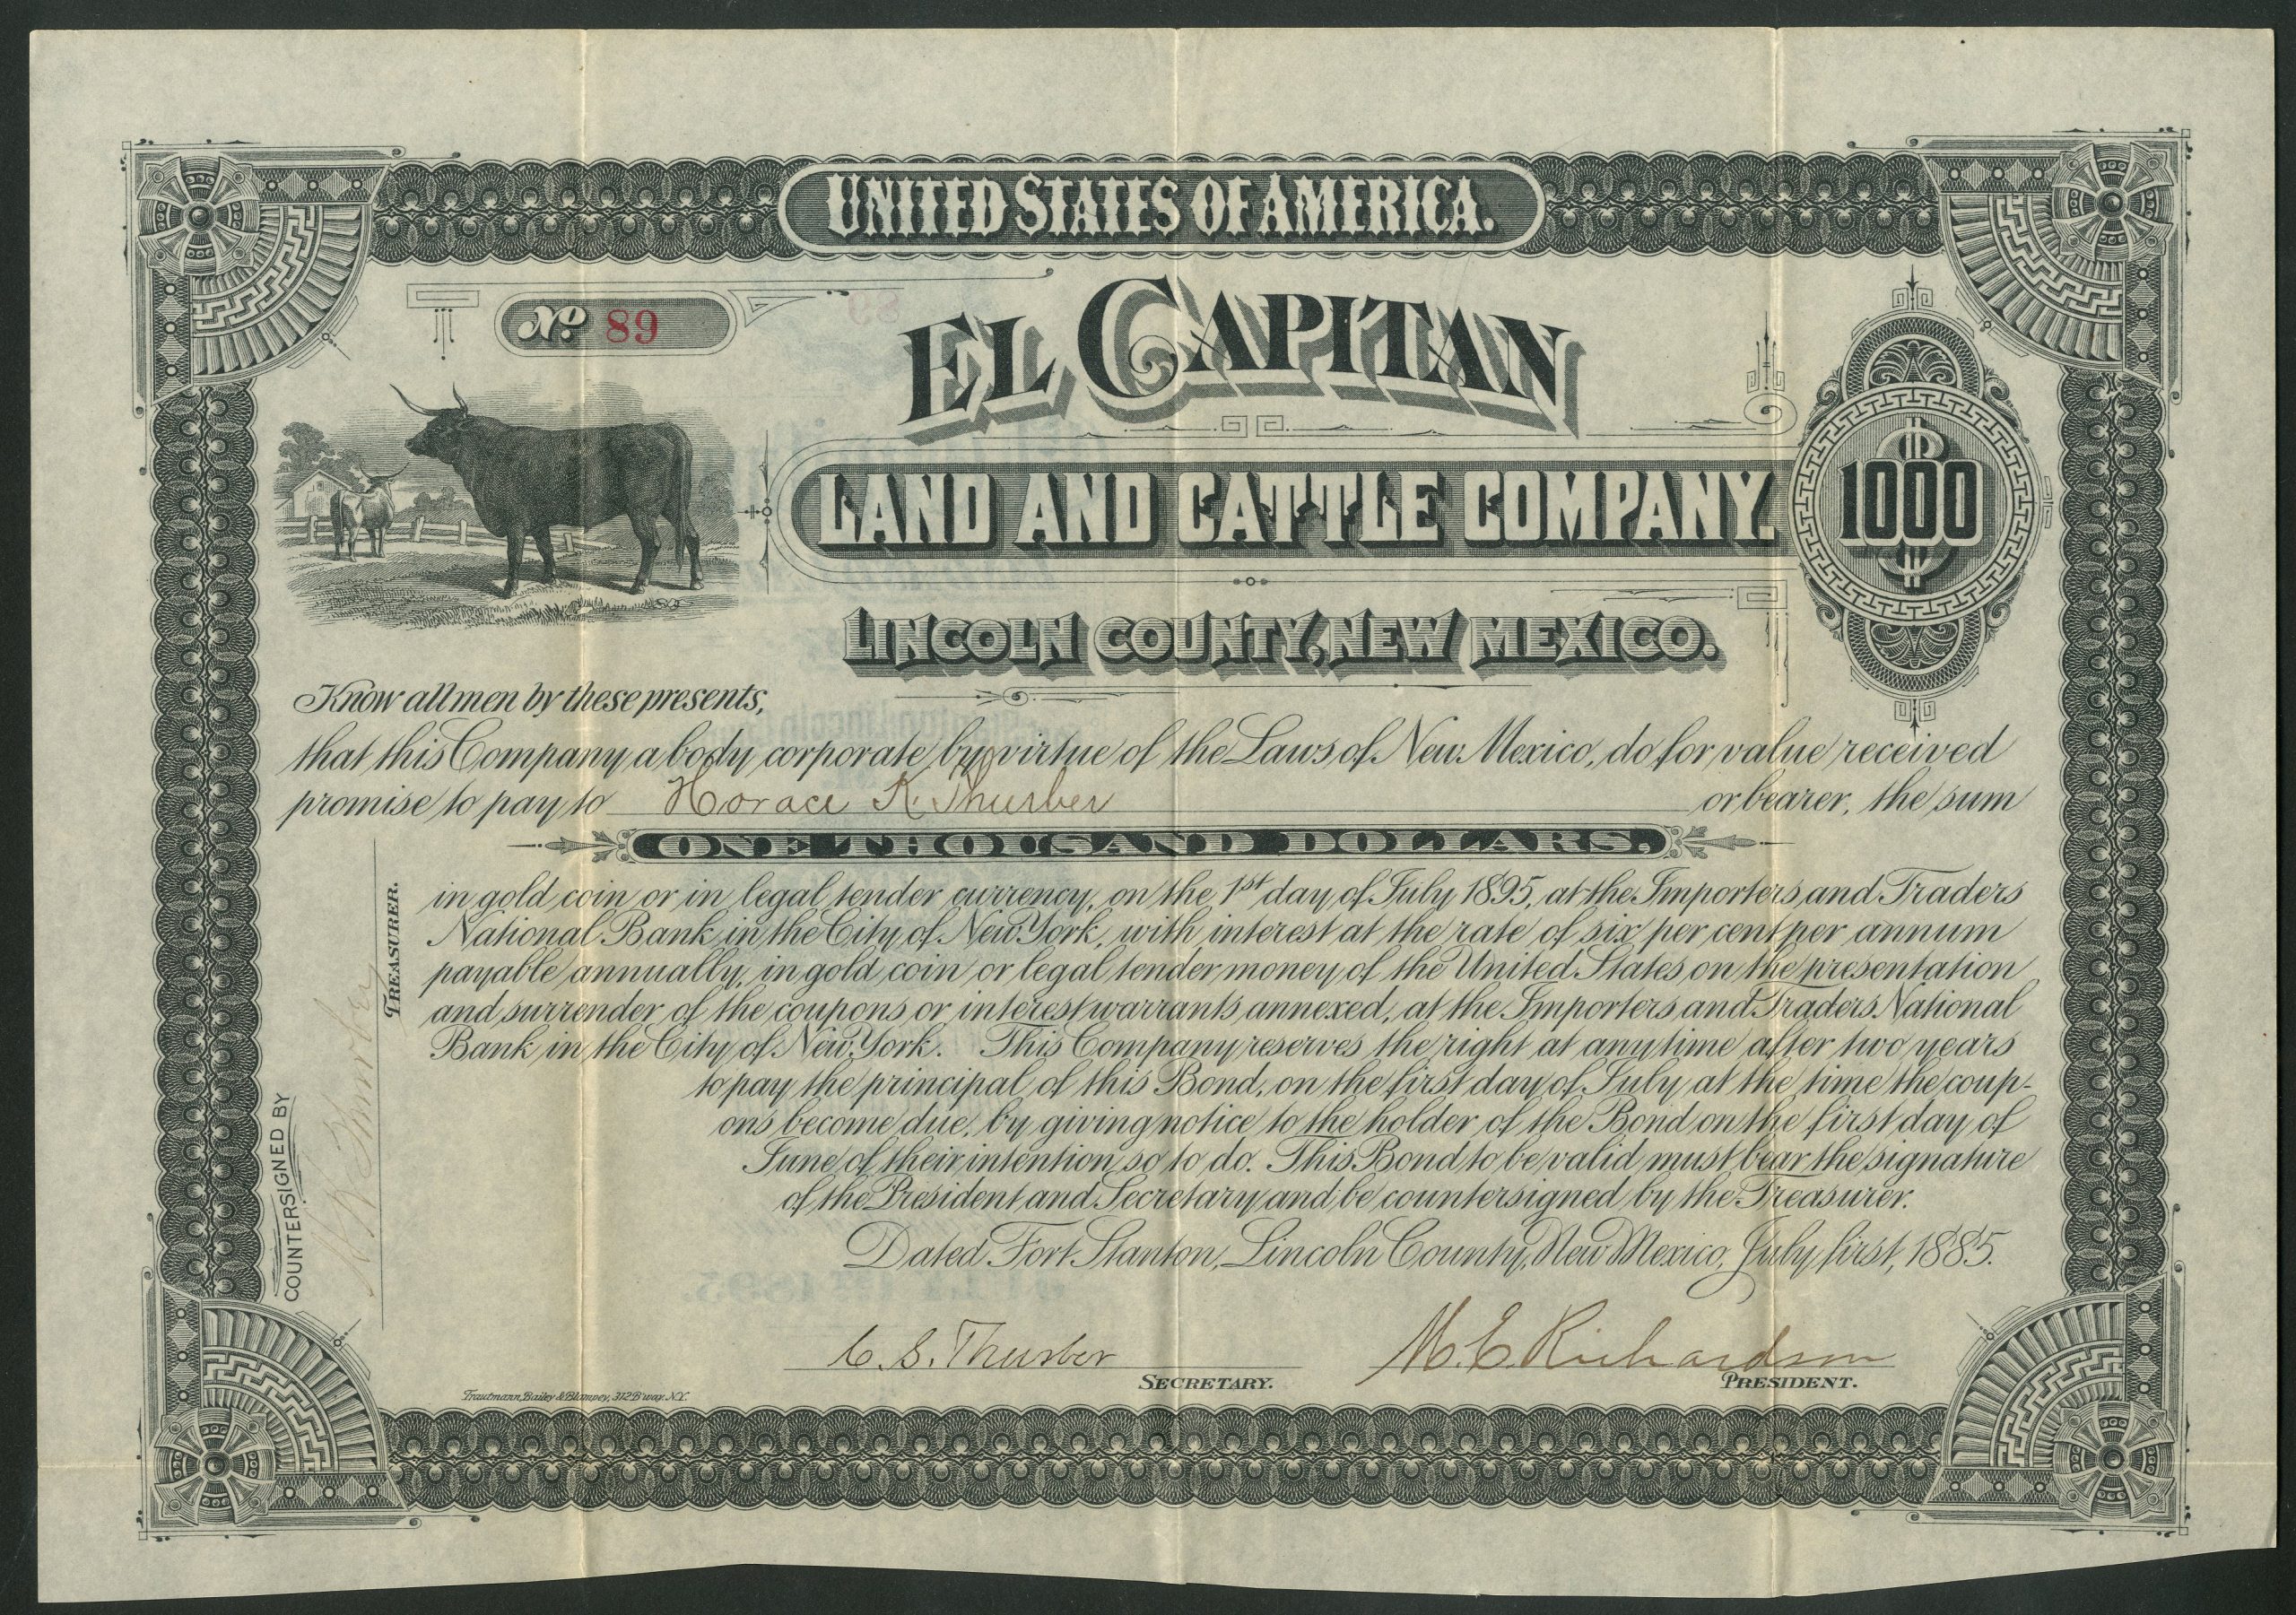 UNITED STATES OF AMERICA.
No. 89
EL CAPITAN
LAND AND CATTLE COMPANY.
$ 1000
LINCOLN COUNTY, NEW MEXICO.
Know all men by these presents,
that this Company a body corporate by virtue of the Laws of New Mexico, do for value received
promise to pay to Horace K. Thurber or bearer, the sum
ONE THOUSAND DOLLARS,
in gold coin or in legal tender currency, on the 1st day of July 1895, at the Importers and Traders
National Bank in the City of New York, with interest at the rate of six per cent per annum
payable annually, in gold coin or legal tender money of the United States on the presentation
and surrender of the coupons or interest warrants annexed, at the Importers and Traders National
Bank in the City of New York. This Company reserves the right at any time after two years
to pay the principal of this Bond, on the first day of July at the time the coup-
ons become due, by giving notice to the holder of the Bond on the first day of
June of their intention so to do. This Bond to be valid must bear the signature
of the President and Secretary and be countersigned by the Treasurer.
Dated Fort Stanton, Lincoln County, New Mexico, July first, 1885.
COUNTERSIGNED BY
H K Thurber
TREASURER.
C. S. Thurber
SECRETARY.
M. C. Richardson
PRESIDENT.
Trautmann, Bailey & Blampey, 312 B'way. N.Y.